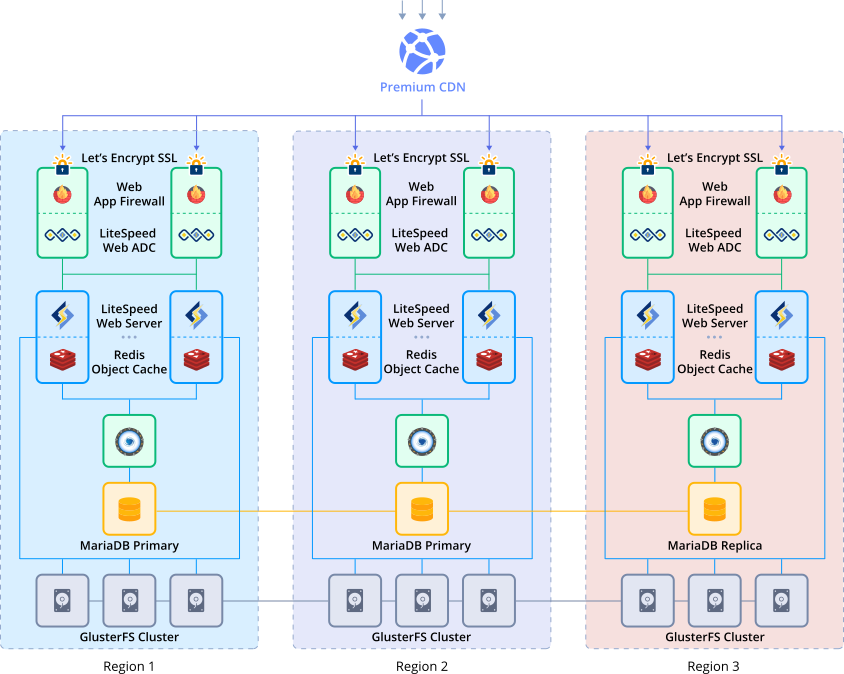 Premium CDN
Let's Encrypt SSL
Web
App Firewall
LiteSpeed
Web ADC
LiteSpeed
Web Server
Redis
Object Cache
MariaDB Primary
GlusterFS Cluster
Region 1
Let's Encrypt SSL
Web
App Firewall
LiteSpeed
Web ADC
LiteSpeed
Web Server
Redis
Object Cache
MariaDB Primary
GlusterFS Cluster
Region 2
Let's Encrypt SSL
Web
App Firewall
LiteSpeed
Web ADC
LiteSpeed
Web Server
Redis
Object Cache
MariaDB Replica
GlusterFS Cluster
Region 3